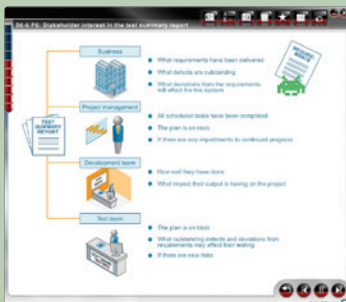 S6-6 P6: Stakeholder interest in the test summary report
Business
What requirements have been delivered
What defects are outstanding
What deviations from the requirements
will affect the live system
REQUIRE
MENTS
TEST
SUMMARY
REPORT
Project management
All scheduled tasks have been completed
The plan is on track
If there are any impediments to continued progress
Development team
How well they have done
What impact their output is having on the project
Test team
The plan is on track
What outstanding defects and deviations from
requirements may affect their testing
If there are new risks